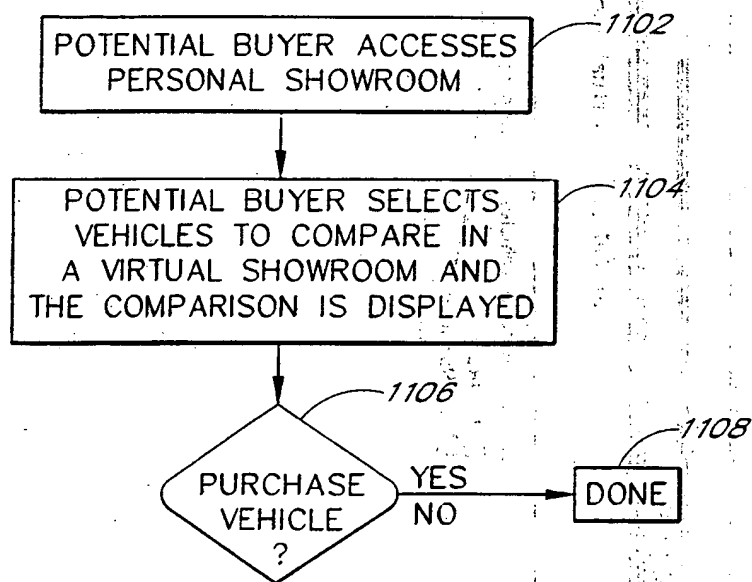 1102
POTENTIAL BUYER ACCESSES
PERSONAL SHOWROOM
1104
POTENTIAL BUYER SELECTS
VEHICLES TO COMPARE IN
A VIRTUAL SHOWROOM AND
THE COMPARISON IS DISPLAYED
1106
PURCHASE
VEHICLE
?
YES
NO
1108
DONE